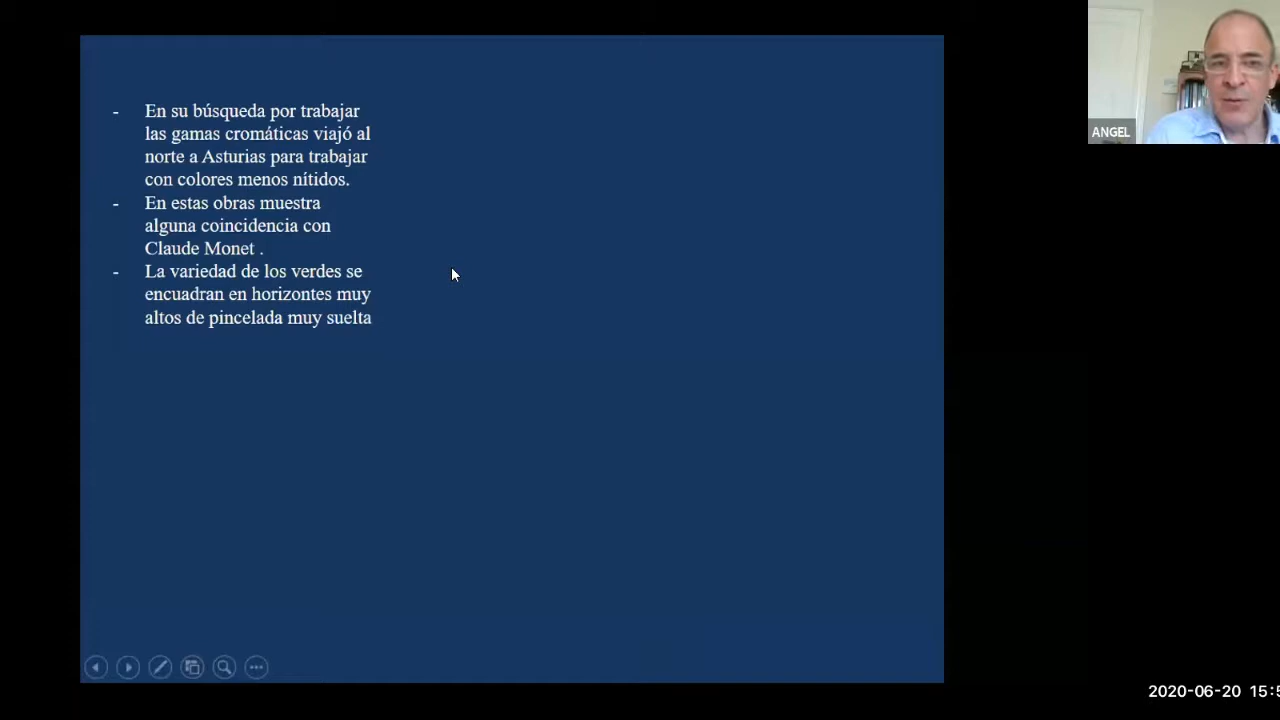 - En su búsqueda por trabajar
las gamas cromáticas viajó al
norte a Asturias para trabajar
con colores menos nítidos.
- En estas obras muestra
alguna coincidencia con
Claude Monet .
- La variedad de los verdes se
encuadran en horizontes muy
altos de pincelada muy suelta
ANGEL
2020-06-20 15:5